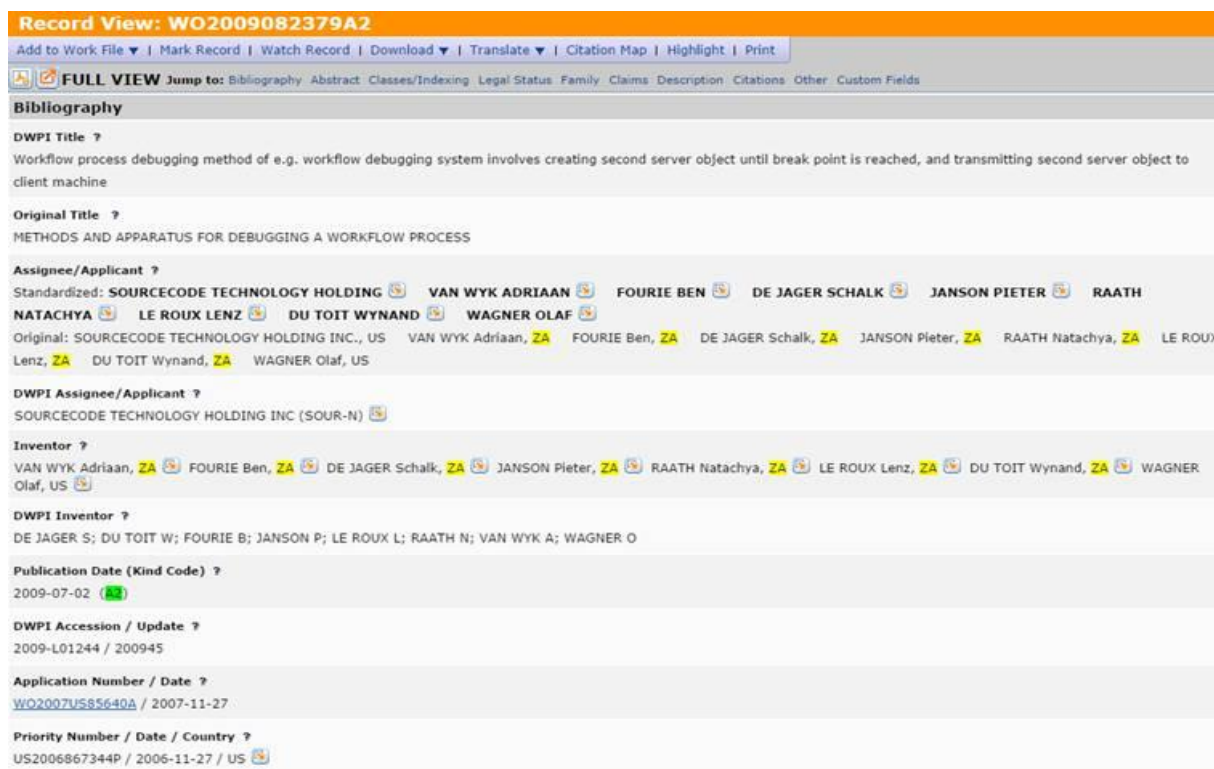 Record View: WO2009082379A2
Add to Work File ▼ | Mark Record | Watch Record | Download ▼ | Translate ▼ | Citation Map | Highlight | Print
FULL VIEW Jump to: Bibliography Abstract Classes/Indexing Legal Status Family Claims Description Citations Other Custom Fields
Bibliography
DWPI Title ?
Workflow process debugging method of e.g. workflow debugging system involves creating second server object until break point is reached, and transmitting second server object to
client machine
Original Title ?
METHODS AND APPARATUS FOR DEBUGGING A WORKFLOW PROCESS
Assignee/Applicant ?
Standardized: SOURCECODE TECHNOLOGY HOLDING VAN WYK ADRIAAN FOURIE BEN DE JAGER SCHALK JANSON PIETER RAATH
NATACHYA LE ROUX LENZ DU TOIT WYNAND WAGNER OLAF
Original: SOURCECODE TECHNOLOGY HOLDING INC., US VAN WYK Adriaan, ZA FOURIE Ben, ZA DE JAGER Schalk, ZA JANSON Pieter, ZA RAATH Natachya, ZA LE ROUX
Lenz, ZA DU TOIT Wynand, ZA WAGNER Olaf, US
DWPI Assignee/Applicant ?
SOURCECODE TECHNOLOGY HOLDING INC (SOUR-N)
Inventor ?
VAN WYK Adriaan, ZA FOURIE Ben, ZA DE JAGER Schalk, ZA JANSON Pieter, ZA RAATH Natachya, ZA LE ROUX Lenz, ZA DU TOIT Wynand, ZA WAGNER
Olaf, US
DWPI Inventor ?
DE JAGER S; DU TOIT W; FOURIE B; JANSON P; LE ROUX L; RAATH N; VAN WYK A; WAGNER O
Publication Date (Kind Code) ?
2009-07-02 (A2)
DWPI Accession / Update ?
2009-L01244 / 200945
Application Number / Date ?
WO2007US85640A / 2007-11-27
Priority Number / Date / Country ?
US2006867344P / 2006-11-27 / US